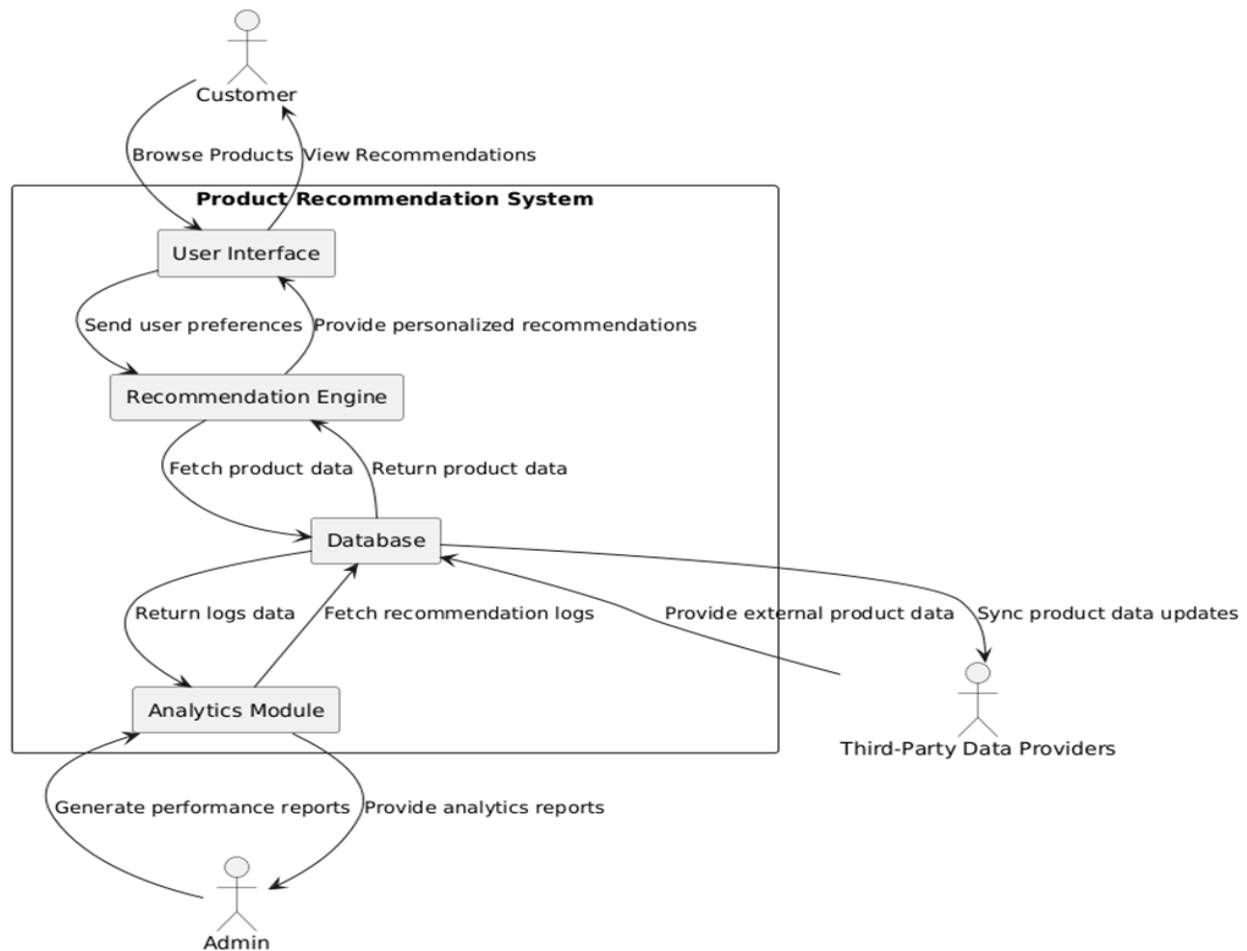 Customer
Browse Products
View Recommendations
Product Recommendation System
User Interface
Send user preferences
Provide personalized recommendations
Recommendation Engine
Fetch product data
Return product data
Database
Return logs data
Fetch recommendation logs
Provide external product data
Sync product data updates
Analytics Module
Third-Party Data Providers
Generate performance reports
Provide analytics reports
Admin